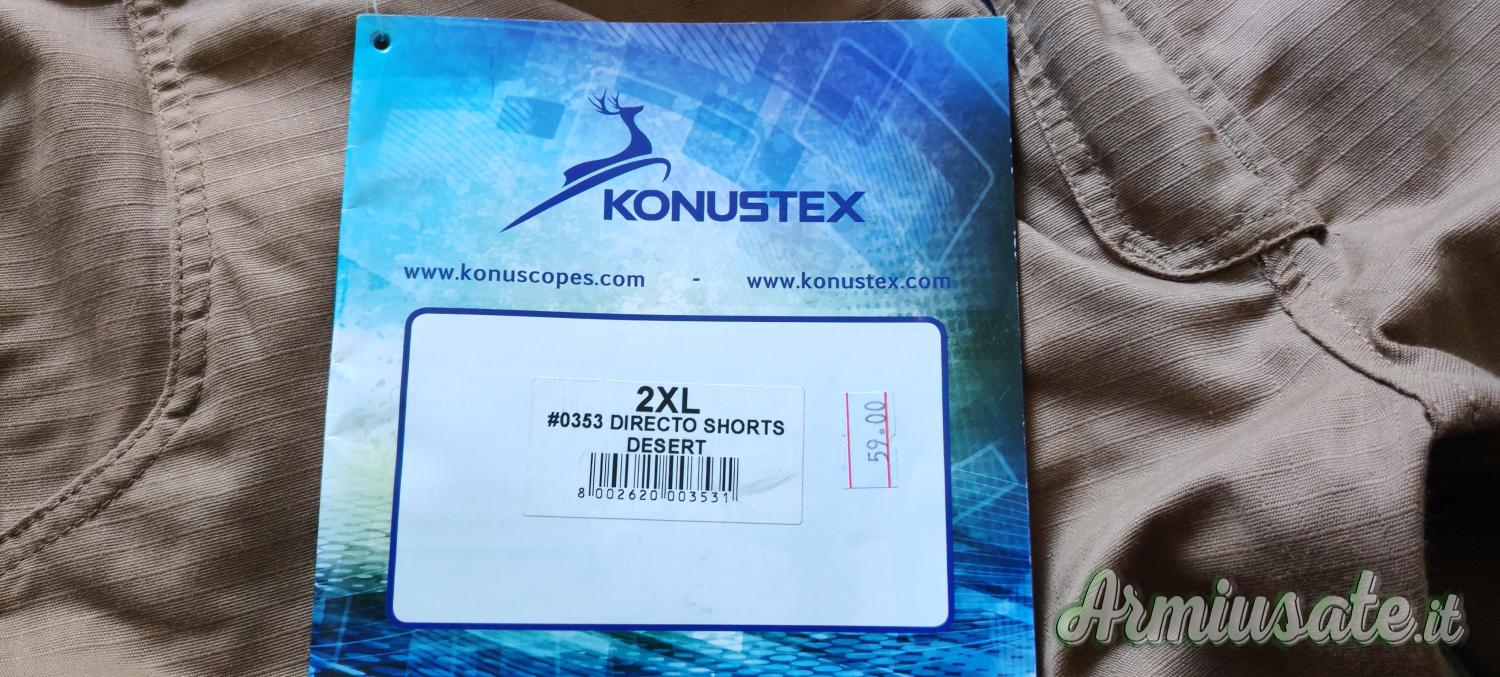 KONUSTEX
www.konuscopes.com - www.konustex.com
2XL
#0353 DIRECTO SHORTS
DESERT
8 002620 003531
59.00
Armiusate.it